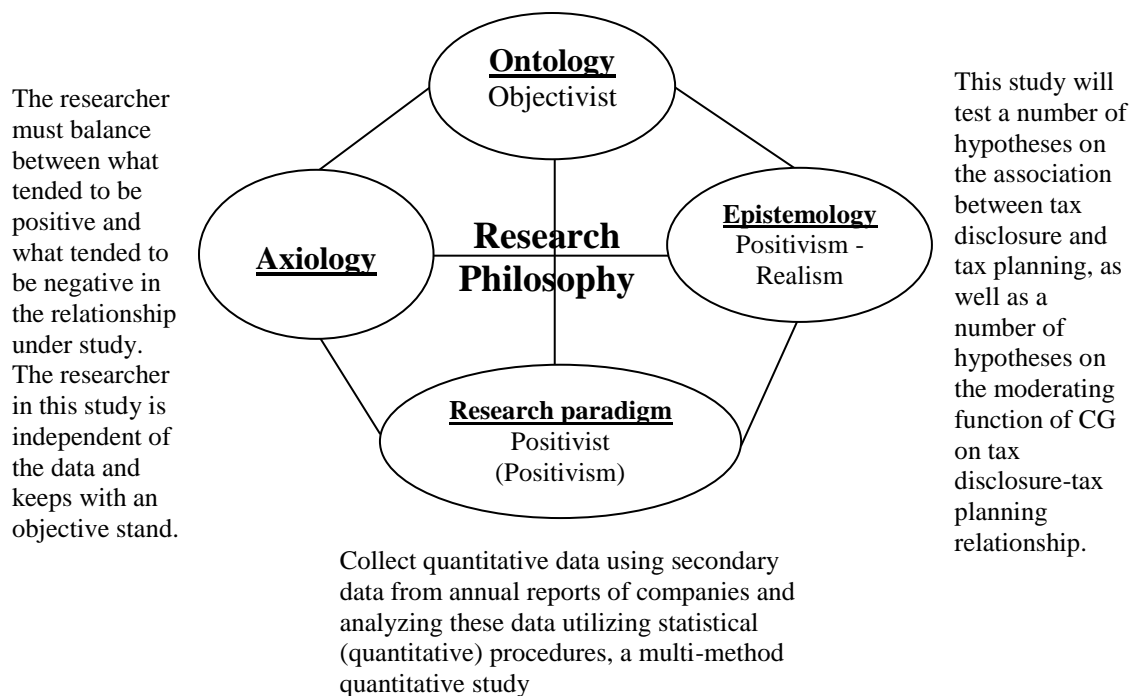 Ontology
Objectivist
The researcher
must balance
between what
tended to be
positive and
what tended to
be negative in
the relationship
under study.
The researcher
in this study is
independent of
the data and
keeps with an
objective stand.
Axiology
Research
Philosophy
Epistemology
Positivism -
Realism
This study will
test a number of
hypotheses on
the association
between tax
disclosure and
tax planning, as
well as a
number of
hypotheses on
the moderating
function of CG
on tax
disclosure-tax
planning
relationship.
Research paradigm
Positivist
(Positivism)
Collect quantitative data using secondary
data from annual reports of companies and
analyzing these data utilizing statistical
(quantitative) procedures, a multi-method
quantitative study